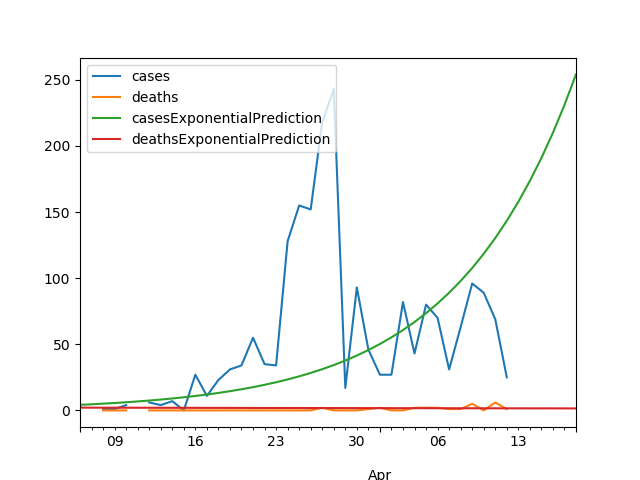 cases
deaths
casesExponentialPrediction
deathsExponentialPrediction
250
200
150
100
50
0
09 16 23 30 06 13
Apr